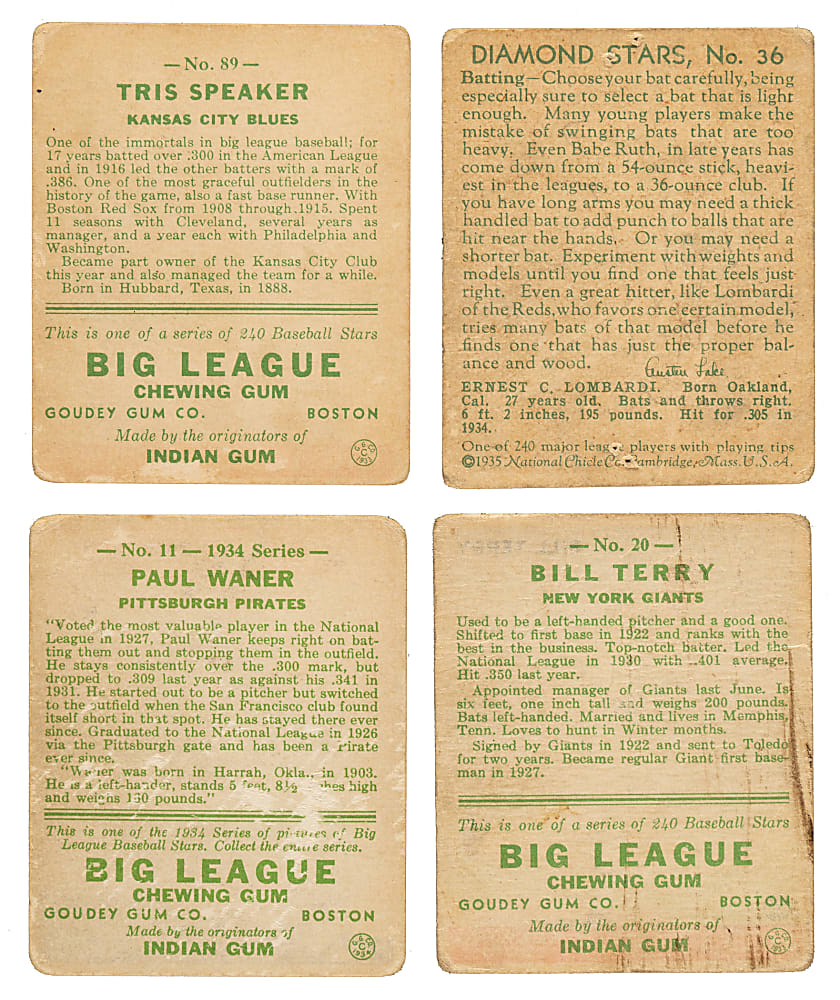 — No. 89 —
TRIS SPEAKER
KANSAS CITY BLUES
One of the immortals in big league baseball; for
17 years batted over .300 in the American League
and in 1916 led the other batters with a mark of
.386. One of the most graceful outfielders in the
history of the game, also a fast base runner. With
Boston Red Sox from 1908 through 1915. Spent
11 seasons with Cleveland, several years as
manager, and a year each with Philadelphia and
Washington.
Became part owner of the Kansas City Club
this year and also managed the team for a while.
Born in Hubbard, Texas, in 1888.
This is one of a series of 240 Baseball Stars
BIG LEAGUE
CHEWING GUM
GOUDEY GUM CO. BOSTON
Made by the originators of
INDIAN GUM
DIAMOND STARS, No. 36
Batting—Choose your bat carefully, being
especially sure to select a bat that is light
enough. Many young players make the
mistake of swinging bats that are too
heavy. Even Babe Ruth, in late years has
come down from a 54-ounce stick, heavi-
est in the leagues, to a 36-ounce club. If
you have long arms you may need a thick
handled bat to add punch to balls that are
hit near the hands. Or you may need a
shorter bat. Experiment with weights and
models until you find one that feels just
right. Even a great hitter, like Lombardi
of the Reds, who favors one certain model,
tries many bats of that model before he
finds one that has just the proper bal-
ance and wood.
Austen Lake
ERNEST C. LOMBARDI. Born Oakland,
Cal. 27 years old. Bats and throws right.
6 ft. 2 inches, 195 pounds. Hit for .305 in
1934.
One of 240 major league players with playing tips
©1935 National Chicle Co. Cambridge, Mass. U.S.A.
— No. 11 — 1934 Series —
PAUL WANER
PITTSBURGH PIRATES
"Voted the most valuable player in the National
League in 1927, Paul Waner keeps right on bat-
ting them out and stopping them in the outfield.
He stays consistently over the .300 mark, but
dropped to .309 last year as against his .341 in
1931. He started out to be a pitcher but switched
to the outfield when the San Francisco club found
itself short in that spot. He has stayed there ever
since. Graduated to the National League in 1926
via the Pittsburgh gate and has been a Pirate
ever since.
"Waner was born in Harrah, Okla., in 1903.
He is a left-hander, stands 5 feet, 8½ inches high
and weighs pounds."
This is one of the 1934 Series of pictures of Big
League Baseball Stars. Collect the entire series.
BIG LEAGUE
CHEWING GUM
GOUDEY GUM CO. BOSTON
Made by the originators of
INDIAN GUM
— No. 20 —
BILL TERRY
NEW YORK GIANTS
Used to be a left-handed pitcher and a good one.
Shifted to first base in 1922 and ranks with the
best in the business. Top-notch batter. Led the
National League in 1930 with .401 average.
Hit .350 last year.
Appointed manager of Giants last June. Is
six feet, one inch tall and weighs 200 pounds.
Bats left-handed. Married and lives in Memphis,
Tenn. Loves to hunt in Winter months.
Signed by Giants in 1922 and sent to Toledo
for two years. Became regular Giant first base-
man in 1927.
This is one of a series of 240 Baseball Stars
BIG LEAGUE
CHEWING GUM
GOUDEY GUM CO. BOSTON
Made by the originators of
INDIAN GUM